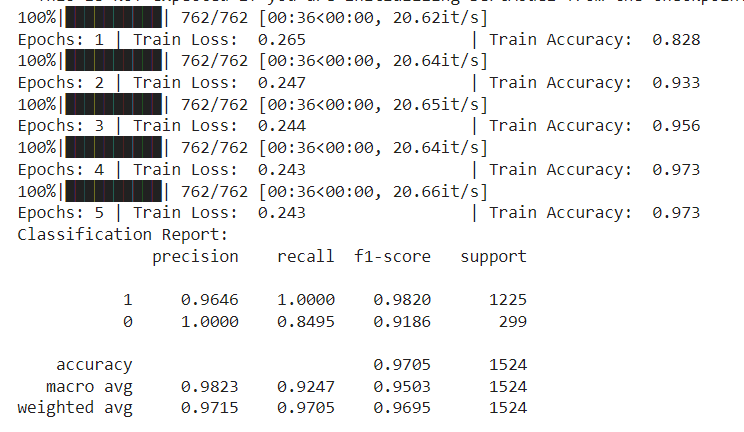 100%|██████████| 762/762 [00:36<00:00, 20.62it/s]
Epochs: 1 | Train Loss:  0.265                 | Train Accuracy:  0.828
100%|██████████| 762/762 [00:36<00:00, 20.64it/s]
Epochs: 2 | Train Loss:  0.247                 | Train Accuracy:  0.933
100%|██████████| 762/762 [00:36<00:00, 20.65it/s]
Epochs: 3 | Train Loss:  0.244                 | Train Accuracy:  0.956
100%|██████████| 762/762 [00:36<00:00, 20.64it/s]
Epochs: 4 | Train Loss:  0.243                 | Train Accuracy:  0.973
100%|██████████| 762/762 [00:36<00:00, 20.66it/s]
Epochs: 5 | Train Loss:  0.243                 | Train Accuracy:  0.973
Classification Report:
precision    recall  f1-score   support
1     0.9646    1.0000    0.9820      1225
0     1.0000    0.8495    0.9186       299
accuracy                         0.9705      1524
macro avg     0.9823    0.9247    0.9503      1524
weighted avg     0.9715    0.9705    0.9695      1524